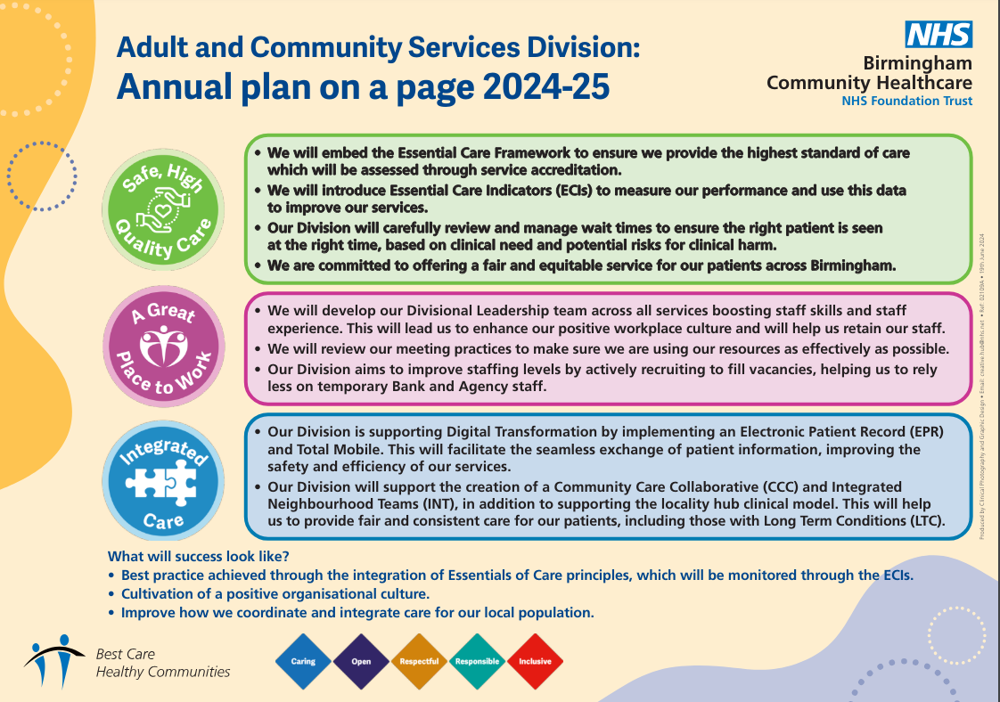 Adult and Community Services Division:
Annual plan on a page 2024-25
NHS
Birmingham
Community Healthcare
NHS Foundation Trust
Safe, High
Quality Care
• We will embed the Essential Care Framework to ensure we provide the highest standard of care
which will be assessed through service accreditation.
• We will introduce Essential Care Indicators (ECIs) to measure our performance and use this data
to improve our services.
• Our Division will carefully review and manage wait times to ensure the right patient is seen
at the right time, based on clinical need and potential risks for clinical harm.
• We are committed to offering a fair and equitable service for our patients across Birmingham.
A Great
Place to Work
• We will develop our Divisional Leadership team across all services boosting staff skills and staff
experience. This will lead us to enhance our positive workplace culture and will help us retain our staff.
• We will review our meeting practices to make sure we are using our resources as effectively as possible.
• Our Division aims to improve staffing levels by actively recruiting to fill vacancies, helping us to rely
less on temporary Bank and Agency staff.
Integrated
Care
• Our Division is supporting Digital Transformation by implementing an Electronic Patient Record (EPR)
and Total Mobile. This will facilitate the seamless exchange of patient information, improving the
safety and efficiency of our services.
• Our Division will support the creation of a Community Care Collaborative (CCC) and Integrated
Neighbourhood Teams (INT), in addition to supporting the locality hub clinical model. This will help
us to provide fair and consistent care for our patients, including those with Long Term Conditions (LTC).
Produced by Clinical Photography and Graphic Design • Email: creative.hub@nhs.net • Ref: 02109A • 19th June 2024
What will success look like?
• Best practice achieved through the integration of Essentials of Care principles, which will be monitored through the ECIs.
• Cultivation of a positive organisational culture.
• Improve how we coordinate and integrate care for our local population.
Best Care
Healthy Communities
Caring
Open
Respectful
Responsible
Inclusive